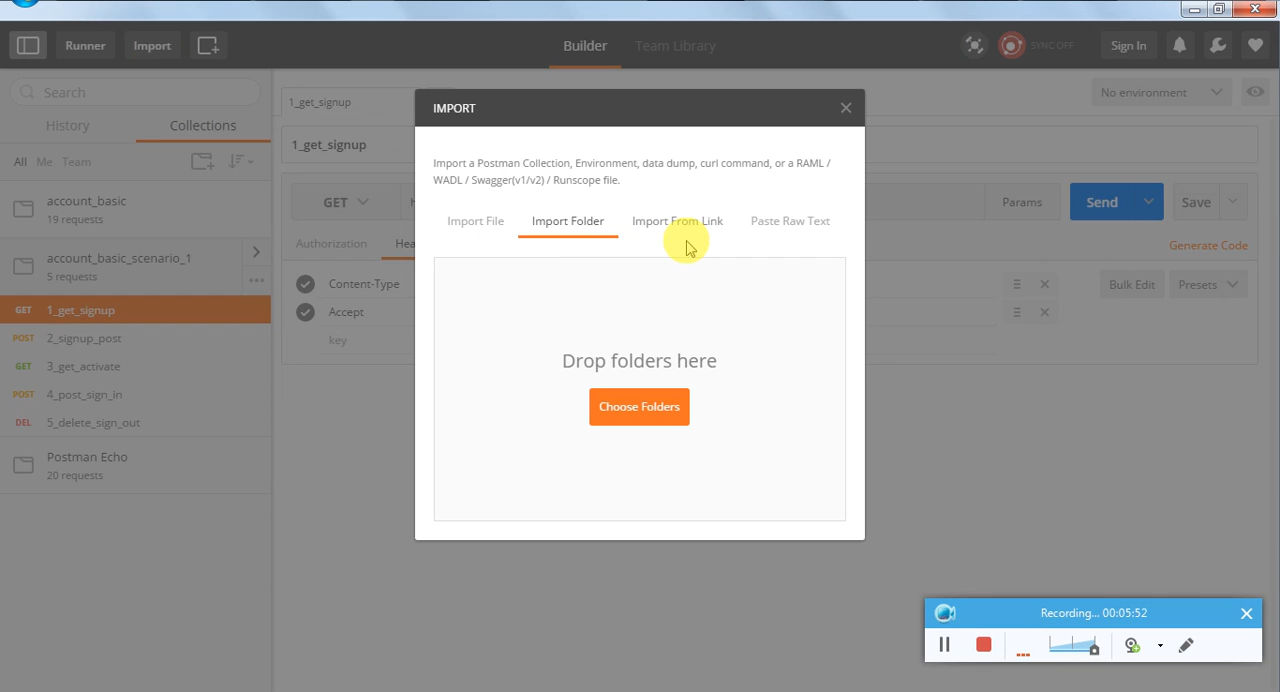 Runner
Import
Builder
Team Library
SYNC OFF
Sign In
Search
History
Collections
All Me Team
account_basic
19 requests
account_basic_scenario_1
5 requests
GET 1_get_signup
POST 2_signup_post
GET 3_get_activate
POST 4_post_sign_in
DEL 5_delete_sign_out
Postman Echo
20 requests
1_get_signup
No environment
1_get_signup
GET
Params
Send
Save
Authorization
Generate Code
Content-Type
Bulk Edit
Presets
Accept
key
IMPORT
Import a Postman Collection, Environment, data dump, curl command, or a RAML /
WADL / Swagger(v1/v2) / Runscope file.
Import File
Import Folder
Import From Link
Paste Raw Text
Drop folders here
Choose Folders
Recording... 00:05:52